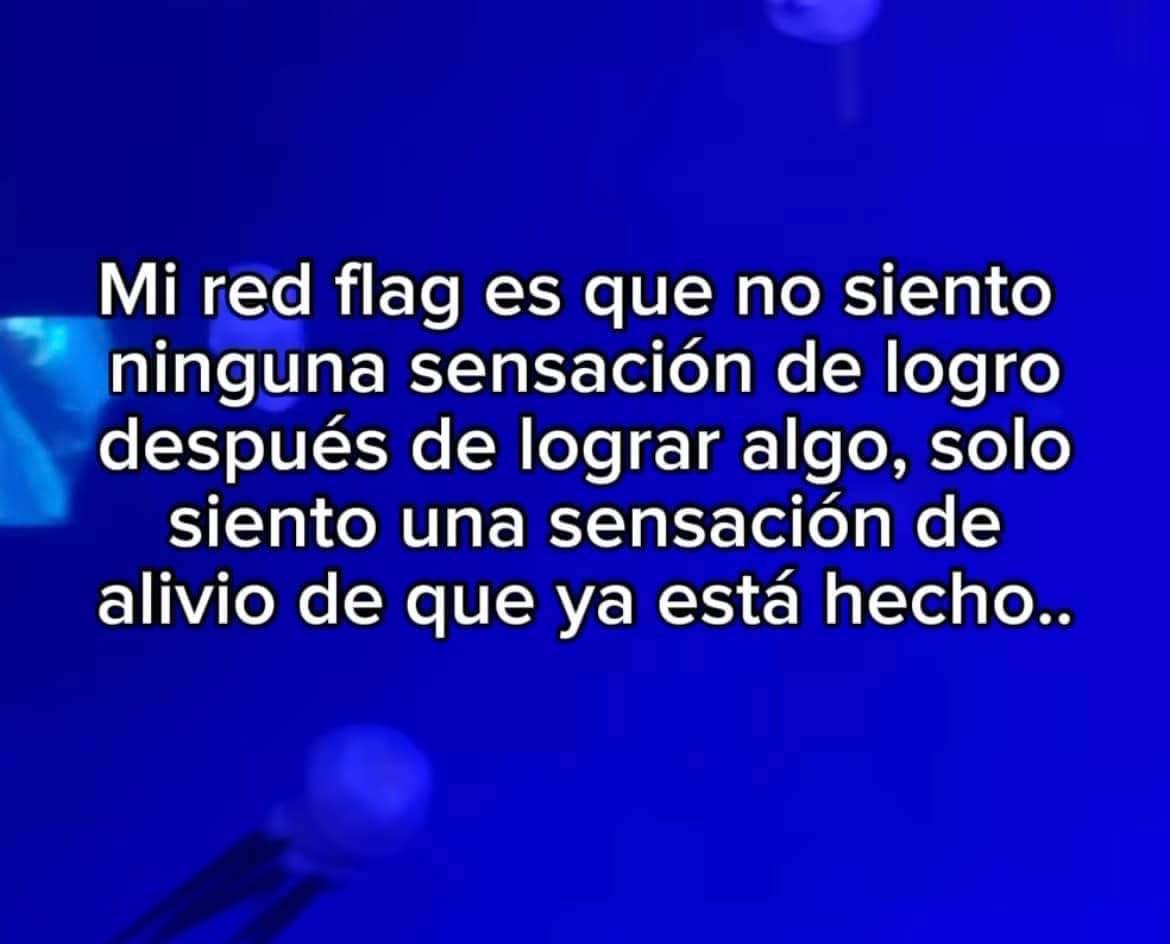 Mi red flag es que no siento
ninguna sensación de logro
después de lograr algo, solo
siento una sensación de
alivio de que ya está hecho..